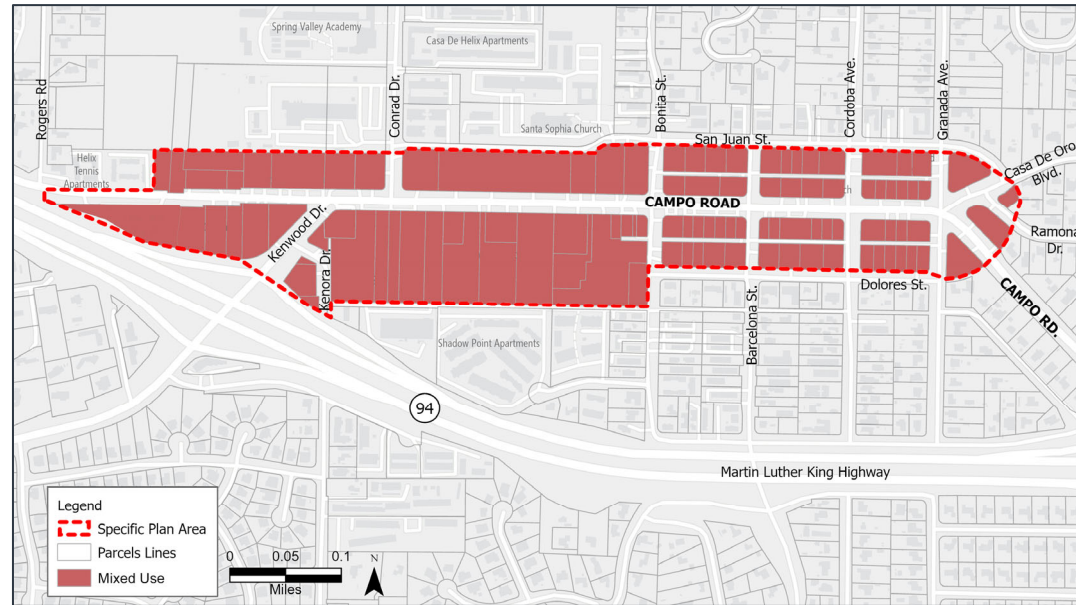 Spring Valley Academy
Casa De Helix Apartments
Rogers Rd
Conrad Dr.
Bonita St.
Cordoba Ave.
Granada Ave.
Santa Sophia Church
San Juan St.
Helix
Tennis
Apartments
Casa De Oro
Blvd.
CAMPO ROAD
Kenwood Dr.
Kenora Dr.
Ramona
Dr.
Dolores St.
CAMPO RD.
Barcelona St.
Shadow Point Apartments
94
Martin Luther King Highway
Legend
Specific Plan Area
Parcels Lines
Mixed Use
0 0.05 0.1
Miles
N